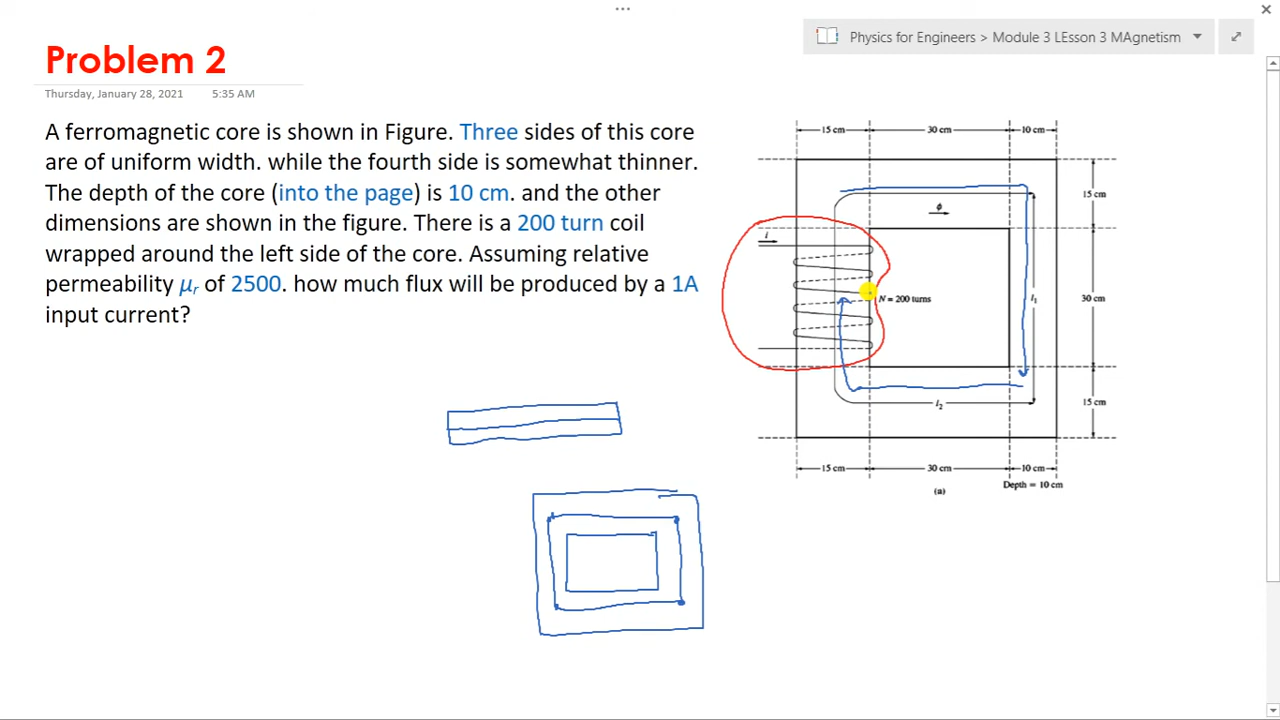 ...
Physics for Engineers > Module 3 LEsson 3 MAgnetism
Problem 2
Thursday, January 28, 2021 5:35 AM
A ferromagnetic core is shown in Figure. Three sides of this core
are of uniform width. while the fourth side is somewhat thinner.
The depth of the core (into the page) is 10 cm. and the other
dimensions are shown in the figure. There is a 200 turn coil
wrapped around the left side of the core. Assuming relative
permeability μr of 2500. how much flux will be produced by a 1A
input current?
15 cm 30 cm 10 cm
15 cm
ϕ
i
N = 200 turns
l1
30 cm
l2
15 cm
15 cm 30 cm 10 cm
(a)
Depth = 10 cm